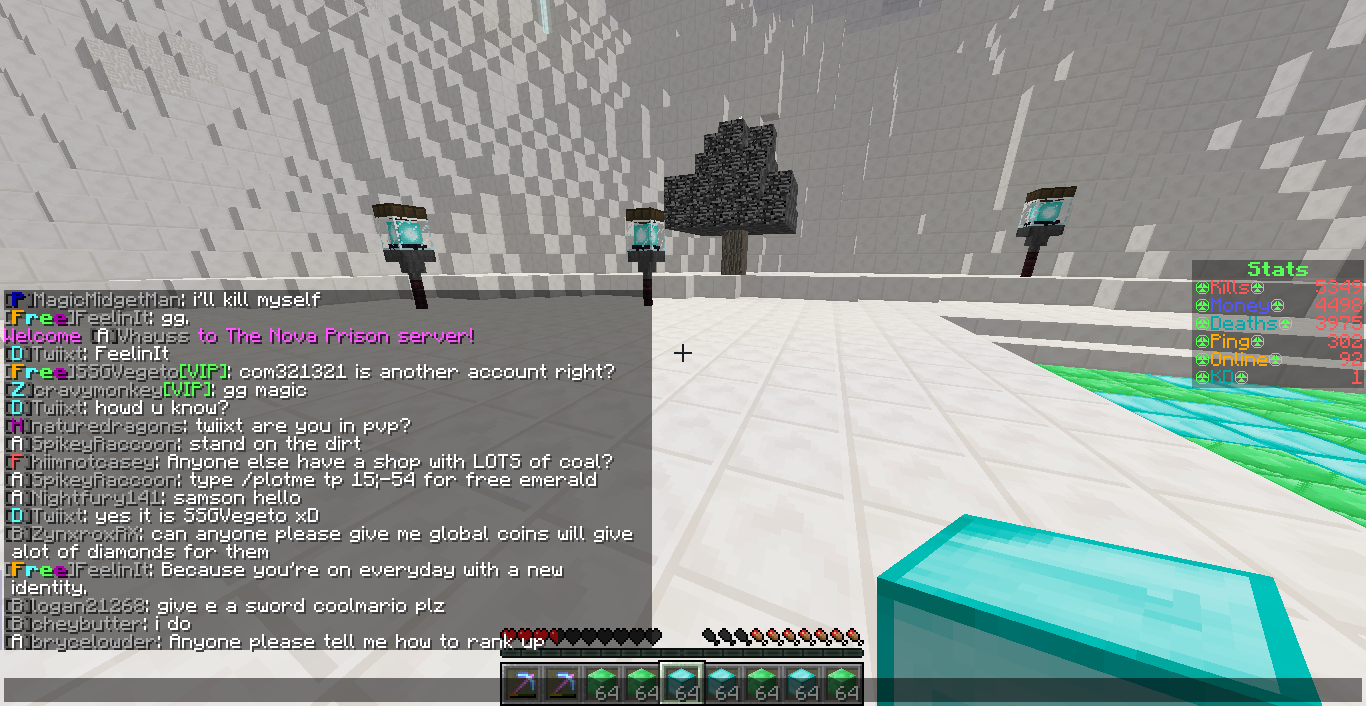 [P]MagicMidgetMan: i'll kill myself
[Free]FeelinIt: gg.
Welcome [A]Vhauss to The Nova Prison server!
[D]Twiixt: FeelinIt
[Free]SSGVegeto[VIP]: com321321 is another account right?
[Z]cravymonkey[VIP]: gg magic
[D]Twiixt: howd u know?
[M]naturedragons: twiixt are you in pvp?
[A]SpikeyRaccoon: stand on the dirt
[F]hiimnotcasey: Anyone else have a shop with LOTS of coal?
[A]SpikeyRaccoon: type /plotme tp 15;-54 for free emerald
[A]Nightfury141: samson hello
[D]Twiixt: yes it is SSGVegeto xD
[B]ZynxroxRX: can anyone please give me global coins will give
alot of diamonds for them
[Free]FeelinIt: Because you're on everyday with a new
identity.
[B]logan21268: give e a sword coolmario plz
[B]cheybutter: i do
[A]brycelowder: Anyone please tell me how to rank up
Stats
Kills 5349
Money 4498
Deaths 3975
Ping 302
Online 92
KD 1
64 64 64 64 64 64 64